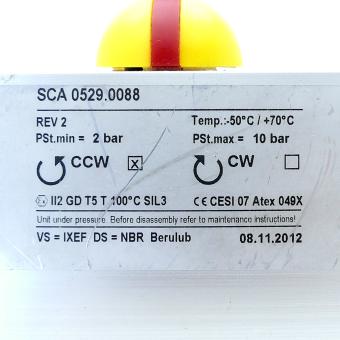 SCA 0529.0088
REV 2 Temp.:-50°C / +70°C
PSt.min = 2 bar PSt.max = 10 bar
CCW x CW
Ex II2 GD T5 T 100°C SIL3 CE CESI 07 Atex 049X
Unit under pressure. Before disassembly refer to maintenance instructions!
VS = IXEF DS = NBR Berulub 08.11.2012